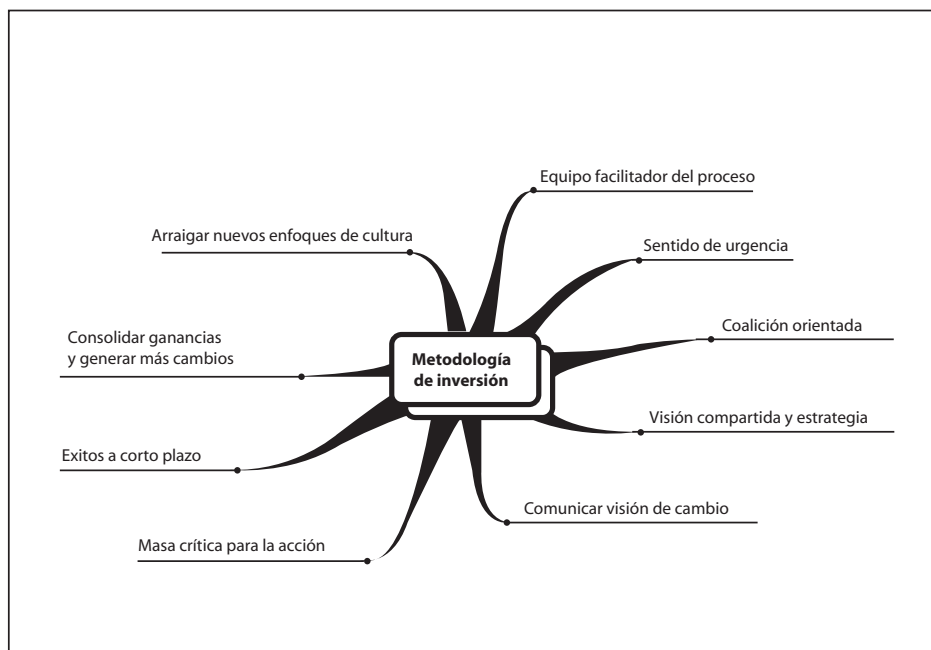 Equipo facilitador del proceso
Arraigar nuevos enfoques de cultura
Sentido de urgencia
Consolidar ganancias
y generar más cambios
Coalición orientada
Metodología
de inversión
Visión compartida y estrategia
Exitos a corto plazo
Comunicar visión de cambio
Masa crítica para la acción